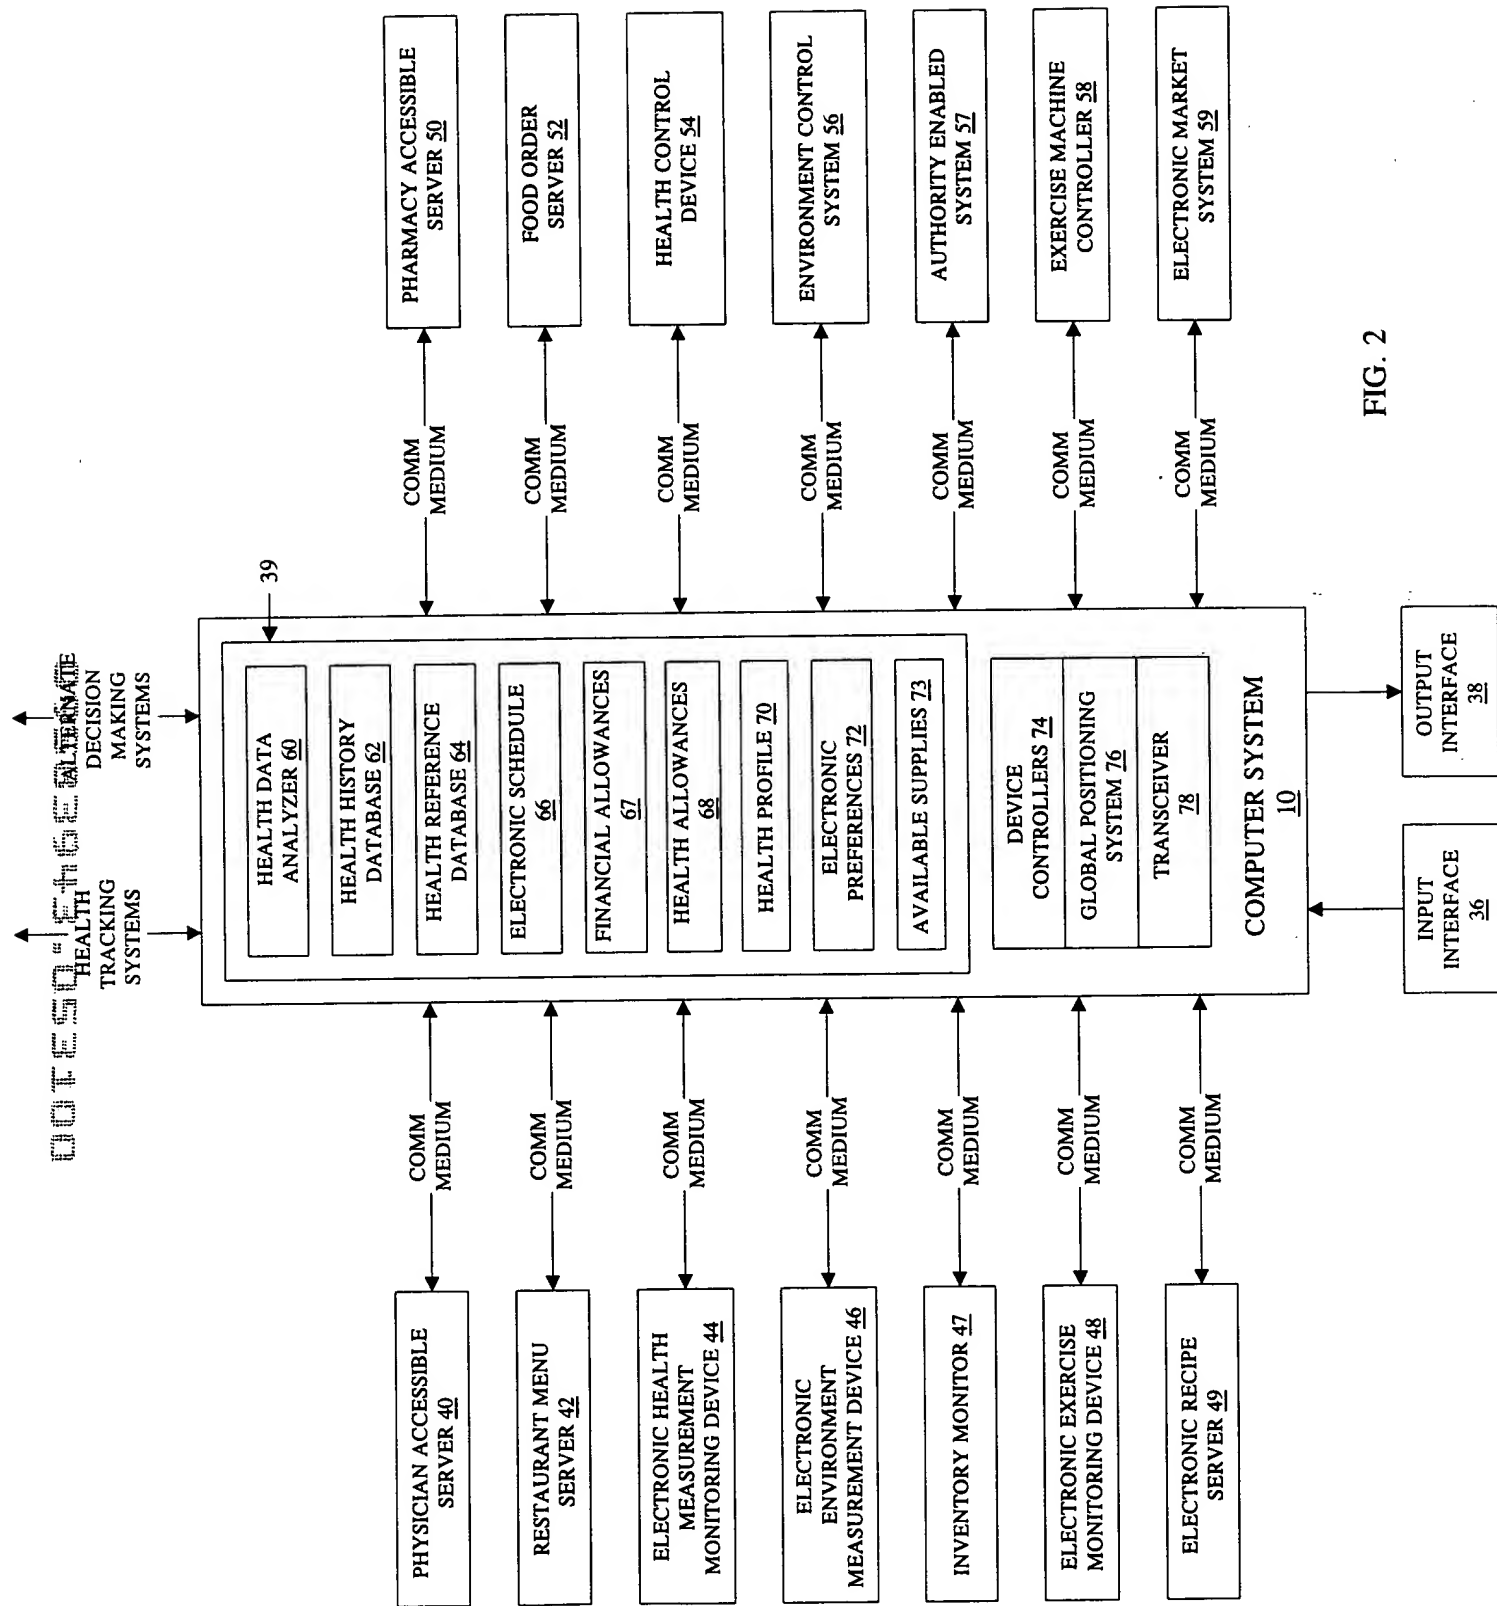 HEALTH
TRACKING
SYSTEMS
ALTERNATE
DECISION
MAKING
SYSTEMS
39
PHYSICIAN ACCESSIBLE
SERVER 40
RESTAURANT MENU
SERVER 42
ELECTRONIC HEALTH
MEASUREMENT
MONITORING DEVICE 44
ELECTRONIC
ENVIRONMENT
MEASUREMENT DEVICE 46
INVENTORY MONITOR 47
ELECTRONIC EXERCISE
MONITORING DEVICE 48
ELECTRONIC RECIPE
SERVER 49
COMM
MEDIUM
COMM
MEDIUM
COMM
MEDIUM
COMM
MEDIUM
COMM
MEDIUM
COMM
MEDIUM
COMM
MEDIUM
HEALTH DATA
ANALYZER 60
HEALTH HISTORY
DATABASE 62
HEALTH REFERENCE
DATABASE 64
ELECTRONIC SCHEDULE
66
FINANCIAL ALLOWANCES
67
HEALTH ALLOWANCES
68
HEALTH PROFILE 70
ELECTRONIC
PREFERENCES 72
AVAILABLE SUPPLIES 73
DEVICE
CONTROLLERS 74
GLOBAL POSITIONING
SYSTEM 76
TRANSCEIVER
78
COMPUTER SYSTEM
10
COMM
MEDIUM
COMM
MEDIUM
COMM
MEDIUM
COMM
MEDIUM
COMM
MEDIUM
COMM
MEDIUM
COMM
MEDIUM
PHARMACY ACCESSIBLE
SERVER 50
FOOD ORDER
SERVER 52
HEALTH CONTROL
DEVICE 54
ENVIRONMENT CONTROL
SYSTEM 56
AUTHORITY ENABLED
SYSTEM 57
EXERCISE MACHINE
CONTROLLER 58
ELECTRONIC MARKET
SYSTEM 59
INPUT
INTERFACE
36
OUTPUT
INTERFACE
38
FIG. 2